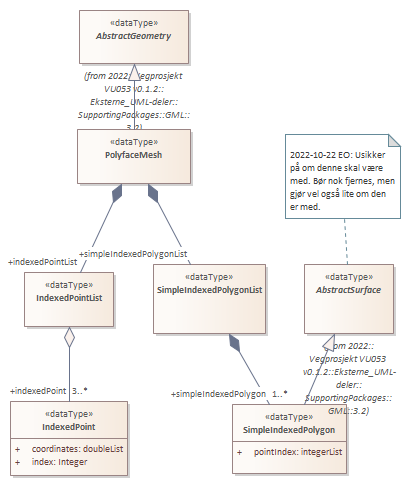 «dataType»
AbstractGeometry
(from 2022:: Vegprosjekt
VU053 v0.1.2::
Eksterne_UML-deler::
SupportingPackages::GML::
3.2)
«dataType»
PolyfaceMesh
2022-10-22 EO: Usikker
på om denne skal være
med. Bør nok fjernes, men
gjør vel også lite om den
er med.
+simpleIndexedPolygonList
+indexedPointList
«dataType»
IndexedPointList
«dataType»
SimpleIndexedPolygonList
«dataType»
AbstractSurface
(from 2022::
Vegprosjekt VU053
v0.1.2::Eksterne_UML-
deler::
SupportingPackages::
GML::3.2)
+indexedPoint 3..*
+simpleIndexedPolygon 1..*
«dataType»
IndexedPoint
+ coordinates: doubleList
+ index: Integer
«dataType»
SimpleIndexedPolygon
+ pointIndex: integerList